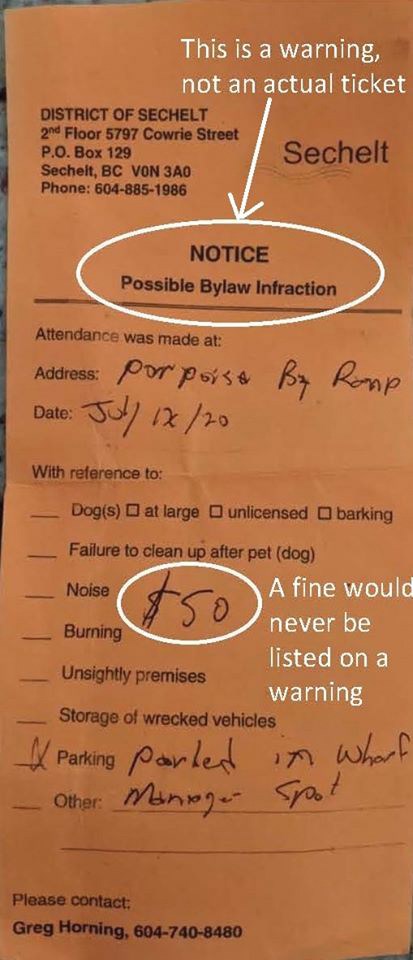 This is a warning,
not an actual ticket
DISTRICT OF SECHELT
2nd Floor 5797 Cowrie Street
P.O. Box 129
Sechelt, BC V0N 3A0
Phone: 604-885-1986
Sechelt
NOTICE
Possible Bylaw Infraction
Attendance was made at:
Address: Porpoise By Ramp
Date: July 12/20
With reference to:
Dog(s) ☐ at large ☐ unlicensed ☐ barking
Failure to clean up after pet (dog)
Noise
$50
Burning
A fine would
never be
listed on a
warning
Unsightly premises
Storage of wrecked vehicles
X Parking Parked in Wharf
Other: Manager Spot
Please contact:
Greg Horning, 604-740-8480